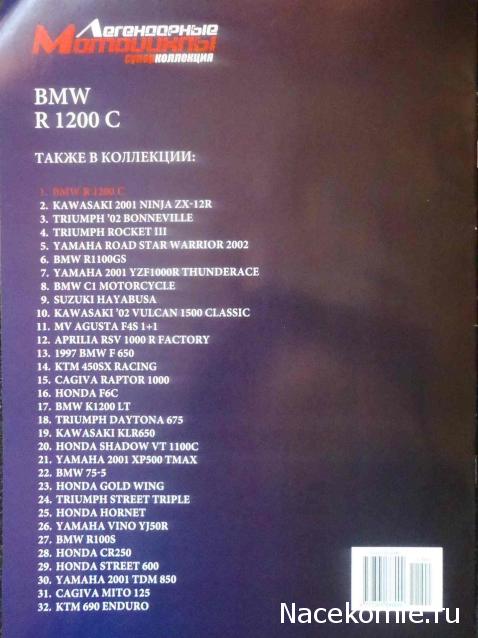 Легендарные
Мотоциклы
супер КОЛЛЕКЦИЯ
BMW
R 1200 C
ТАКЖЕ В КОЛЛЕКЦИИ:
1. BMW R 1200 C
2. KAWASAKI 2001 NINJA ZX-12R
3. TRIUMPH '02 BONNEVILLE
4. TRIUMPH ROCKET III
5. YAMAHA ROAD STAR WARRIOR 2002
6. BMW R1100GS
7. YAMAHA 2001 YZF1000R THUNDERACE
8. BMW C1 MOTORCYCLE
9. SUZUKI HAYABUSA
10. KAWASAKI '02 VULCAN 1500 CLASSIC
11. MV AGUSTA F4S 1+1
12. APRILIA RSV 1000 R FACTORY
13. 1997 BMW F 650
14. KTM 450SX RACING
15. CAGIVA RAPTOR 1000
16. HONDA F6C
17. BMW K1200 LT
18. TRIUMPH DAYTONA 675
19. KAWASAKI KLR650
20. HONDA SHADOW VT 1100C
21. YAMAHA 2001 XP500 TMAX
22. BMW 75-5
23. HONDA GOLD WING
24. TRIUMPH STREET TRIPLE
25. HONDA HORNET
26. YAMAHA VINO YJ50R
27. BMW R100S
28. HONDA CR250
29. HONDA STREET 600
30. YAMAHA 2001 TDM 850
31. CAGIVA MITO 125
32. KTM 690 ENDURO
Nacekomie.ru